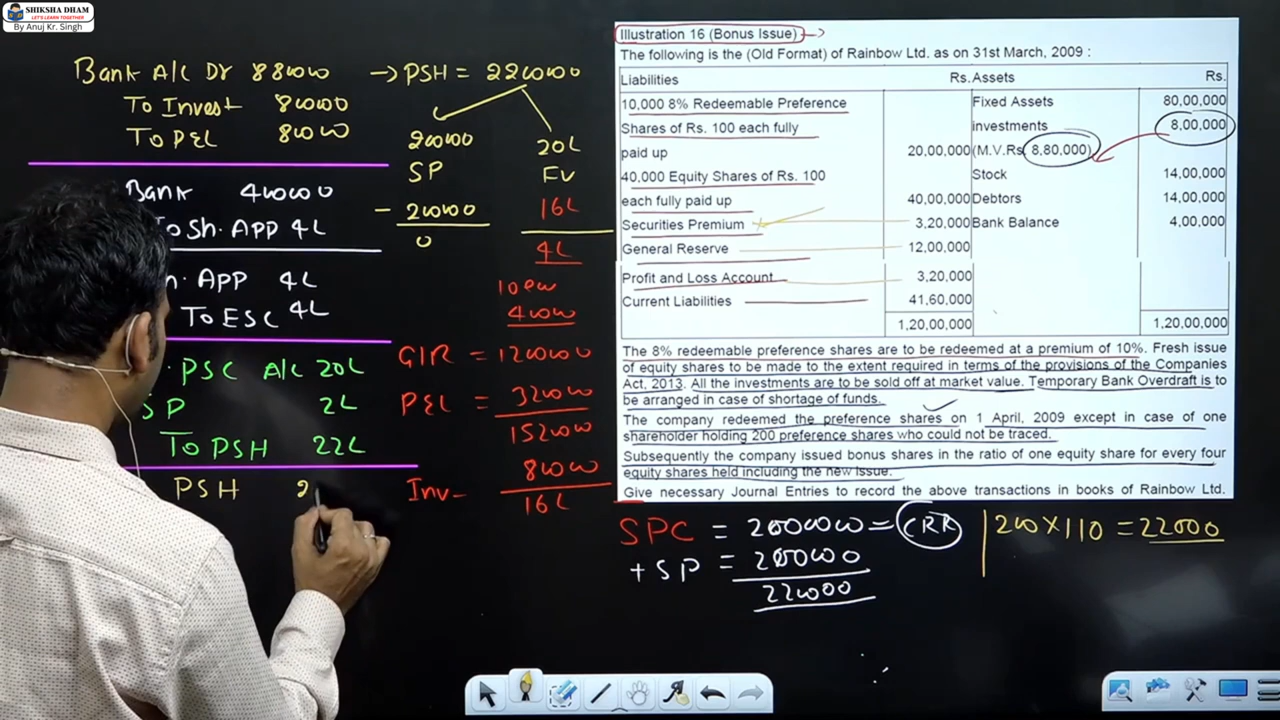 SHIKSHA DHAM
LET'S LEARN TOGETHER
By Anuj Kr. Singh
Bank A/C Dr 880000
To Invest 800000
To P&L 80000
Bank 400000
To Sh. APP 4L
APP 4L
To ESC 4L
PSC A/C 20L
SP 2L
To PSH 22L
PSH 2
→ PSH = 2200000
200000 20L
SP FV
- 200000 16L
0 4L
100
4000
G/R = 1200000
P&L = 320000
1520000
80000
Inv- 16L
Illustration 16 (Bonus Issue)
The following is the (Old Format) of Rainbow Ltd. as on 31st March, 2009 :
Liabilities Rs. Assets Rs.
10,000 8% Redeemable Preference Fixed Assets 80,00,000
Shares of Rs. 100 each fully investments 8,00,000
paid up 20,00,000 (M.V.Rs 8,80,000)
40,000 Equity Shares of Rs. 100 Stock 14,00,000
each fully paid up 40,00,000 Debtors 14,00,000
Securities Premium 3,20,000 Bank Balance 4,00,000
General Reserve 12,00,000
Profit and Loss Account 3,20,000
Current Liabilities 41,60,000
1,20,00,000 1,20,00,000
The 8% redeemable preference shares are to be redeemed at a premium of 10%. Fresh issue
of equity shares to be made to the extent required in terms of the provisions of the Companies
Act, 2013. All the investments are to be sold off at market value. Temporary Bank Overdraft is to
be arranged in case of shortage of funds.
The company redeemed the preference shares on 1 April, 2009 except in case of one
shareholder holding 200 preference shares who could not be traced.
Subsequently the company issued bonus shares in the ratio of one equity share for every four
equity shares held including the new issue.
Give necessary Journal Entries to record the above transactions in books of Rainbow Ltd.
SPC = 2000000 = CRR
+ SP = 200000
220000
200 × 110 = 22000